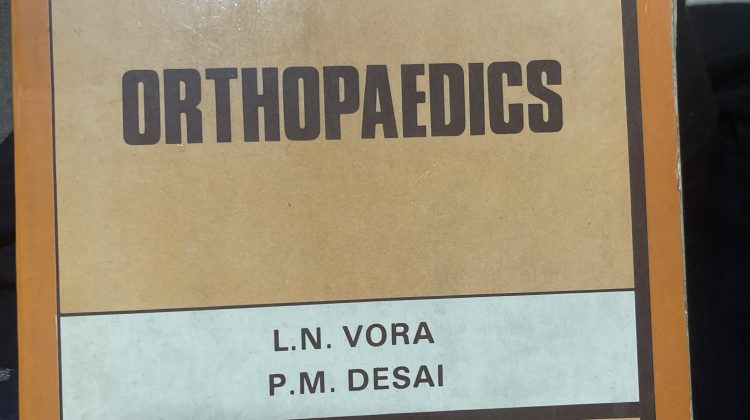 ORTHOPAEDICS
L.N. VORA
P.M. DESAI